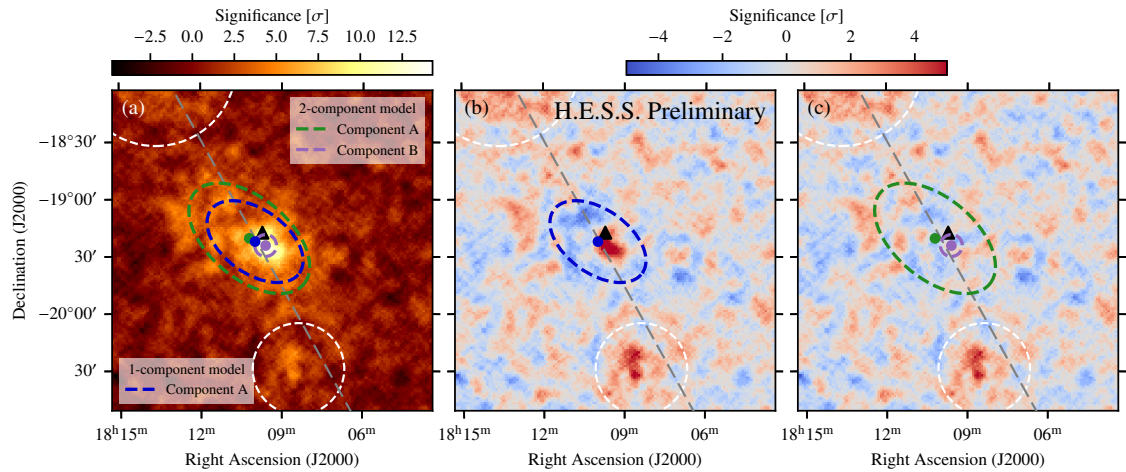 Significance [σ]
−2.5 0.0 2.5 5.0 7.5 10.0 12.5
Significance [σ]
−4 −2 0 2 4
(a)
2-component model
Component A
Component B
(b)
H.E.S.S. Preliminary
(c)
−18°30′
−19°00′
30′
−20°00′
30′
Declination (J2000)
1-component model
Component A
18ʰ15ᵐ 12ᵐ 09ᵐ 06ᵐ
18ʰ15ᵐ 12ᵐ 09ᵐ 06ᵐ
18ʰ15ᵐ 12ᵐ 09ᵐ 06ᵐ
Right Ascension (J2000)
Right Ascension (J2000)
Right Ascension (J2000)